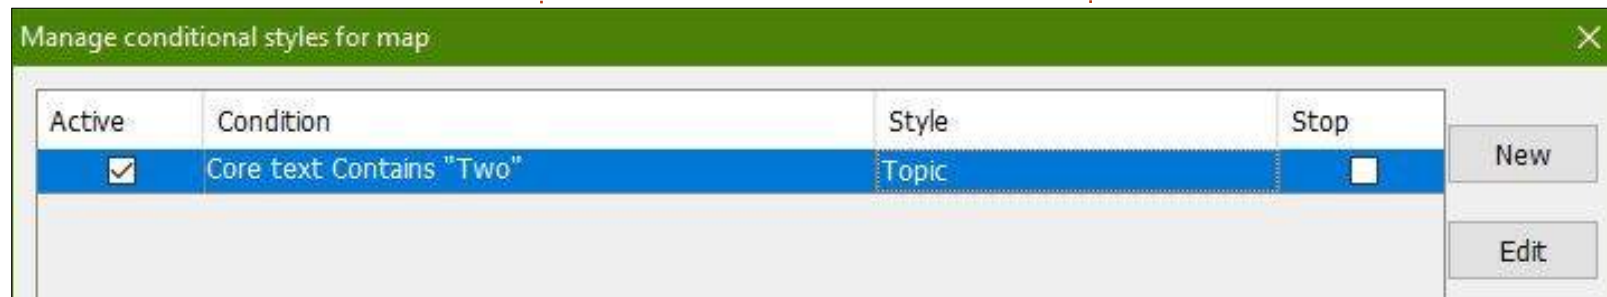 Manage conditional styles for map
Active Condition Style Stop
Core text Contains "Two" Topic
New
Edit